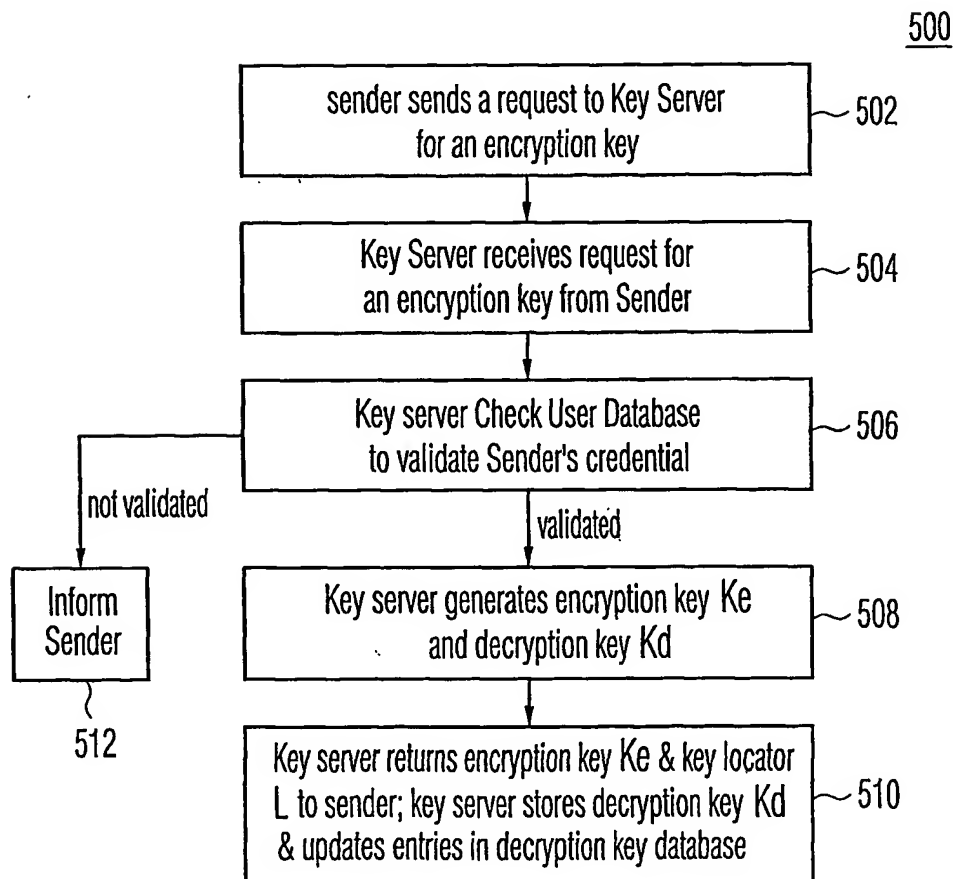 500
sender sends a request to Key Server
for an encryption key
502
Key Server receives request for
an encryption key from Sender
504
Key server Check User Database
to validate Sender's credential
506
not validated
validated
Inform
Sender
512
Key server generates encryption key Ke
and decryption key Kd
508
Key server returns encryption key Ke & key locator
L to sender; key server stores decryption key Kd
& updates entries in decryption key database
510